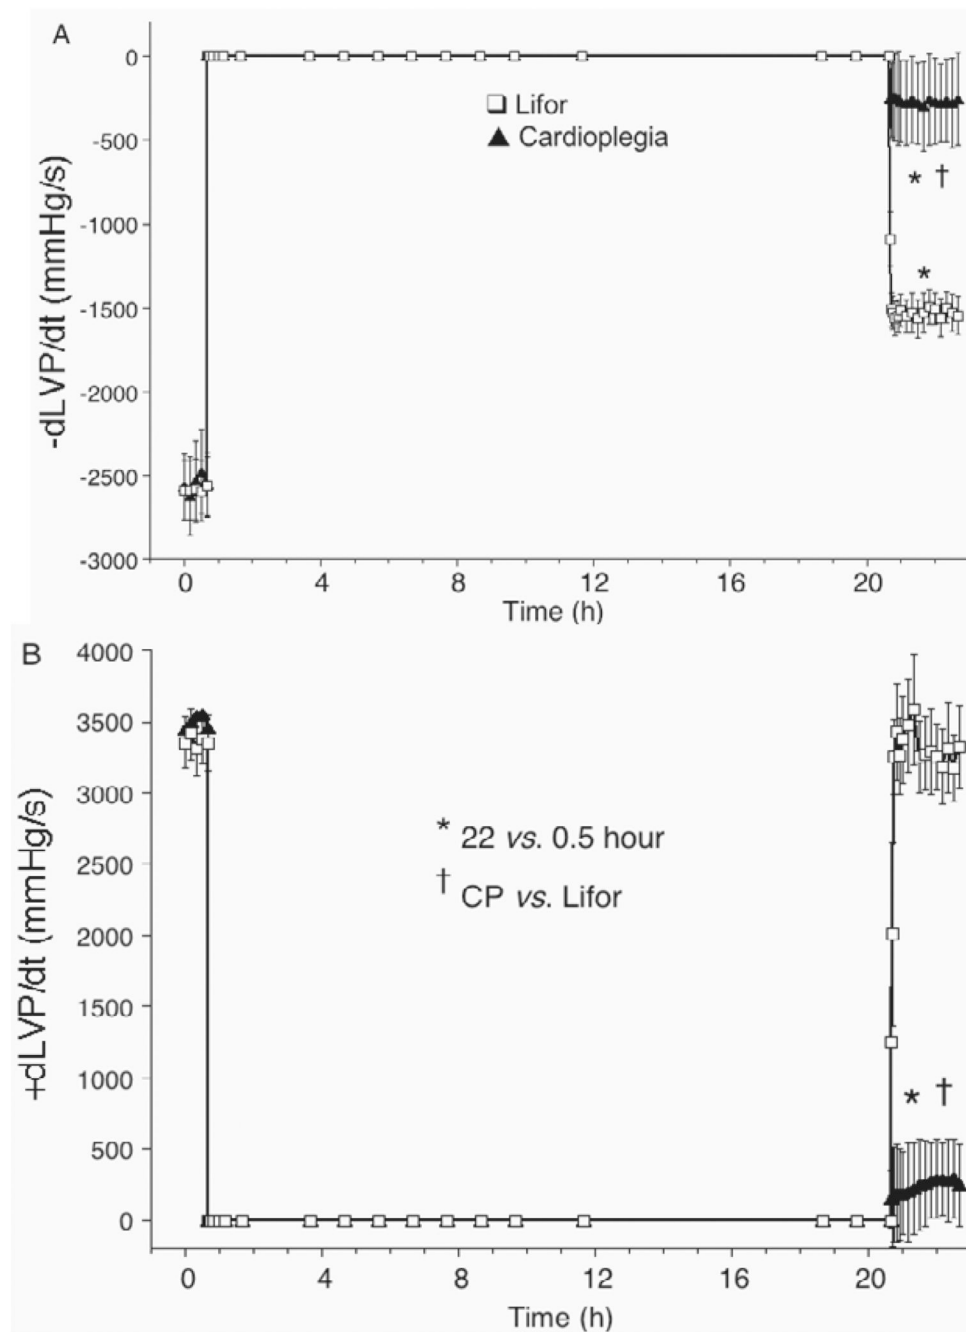 A
0
-500
-1000
-1500
-2000
-2500
-3000
-dLVP/dt (mmHg/s)
□ Lifor
▲ Cardioplegia
* †
*
0 4 8 12 16 20
Time (h)
B
4000
3500
3000
2500
2000
1500
1000
500
0
+dLVP/dt (mmHg/s)
* 22 vs. 0.5 hour
† CP vs. Lifor
* †
0 4 8 12 16 20
Time (h)